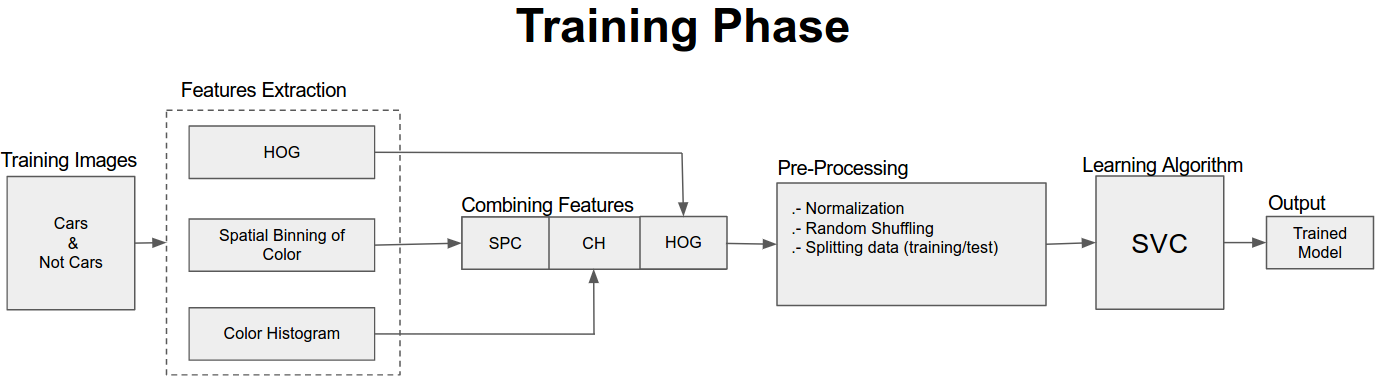 Training Phase
Features Extraction
HOG
Training Images
Cars
&
Not Cars
Spatial Binning of
Color
Color Histogram
Combining Features
SPC
CH
HOG
Pre-Processing
.- Normalization
.- Random Shuffling
.- Splitting data (training/test)
Learning Algorithm
SVC
Output
Trained
Model